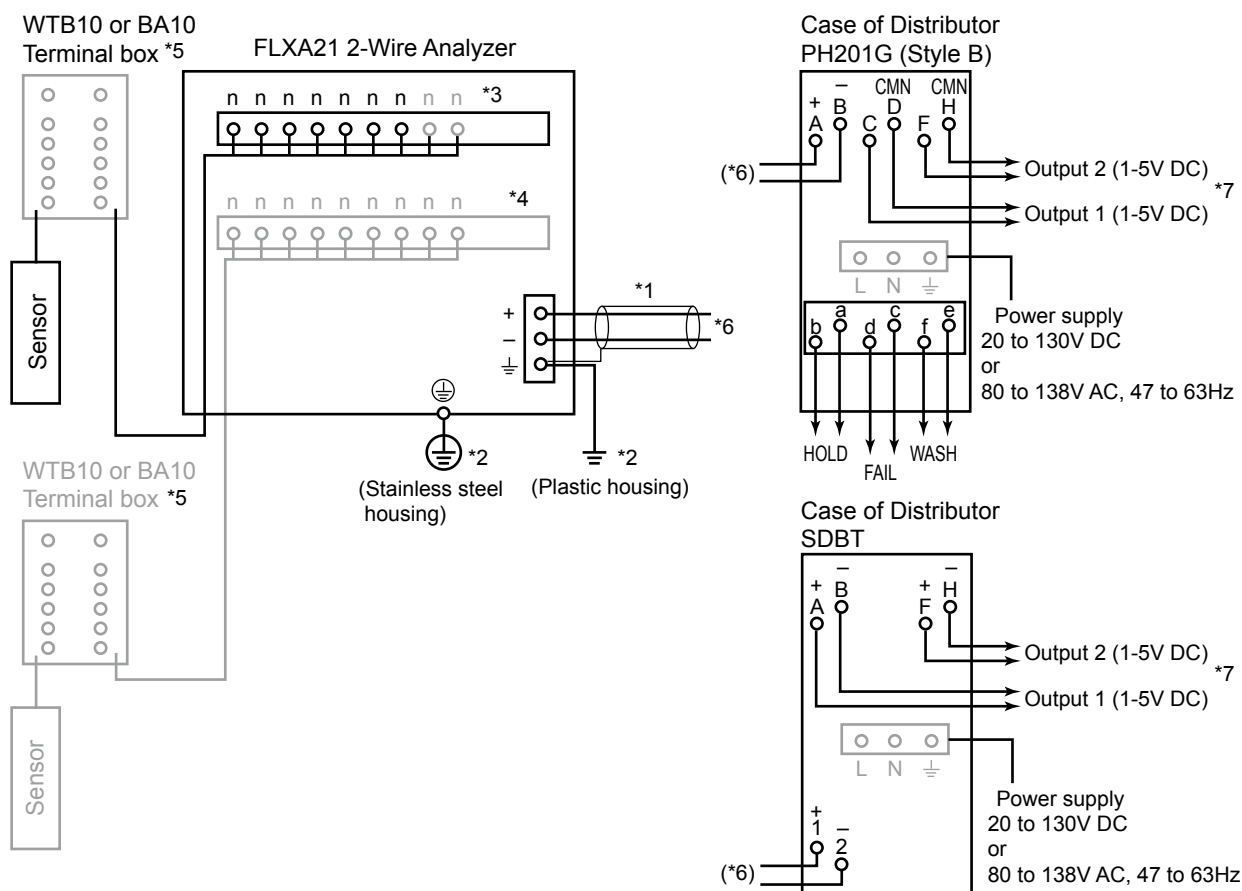 WTB10 or BA10
Terminal box *5
FLXA21 2-Wire Analyzer
n n n n n n n n n *3
n n n n n n n n n *4
Sensor
+
–
*1
*6
*2
(Stainless steel
housing)
*2
(Plastic housing)
WTB10 or BA10
Terminal box *5
Sensor
Case of Distributor
PH201G (Style B)
– CMN CMN
+ B D H
A C F
(*6)
Output 2 (1-5V DC)
*7
Output 1 (1-5V DC)
L N
a c e
b d f
Power supply
20 to 130V DC
or
80 to 138V AC, 47 to 63Hz
HOLD
FAIL
WASH
Case of Distributor
SDBT
– –
+ B + H
A F
Output 2 (1-5V DC)
*7
Output 1 (1-5V DC)
L N
Power supply
20 to 130V DC
or
80 to 138V AC, 47 to 63Hz
+
1 –
2
(*6)